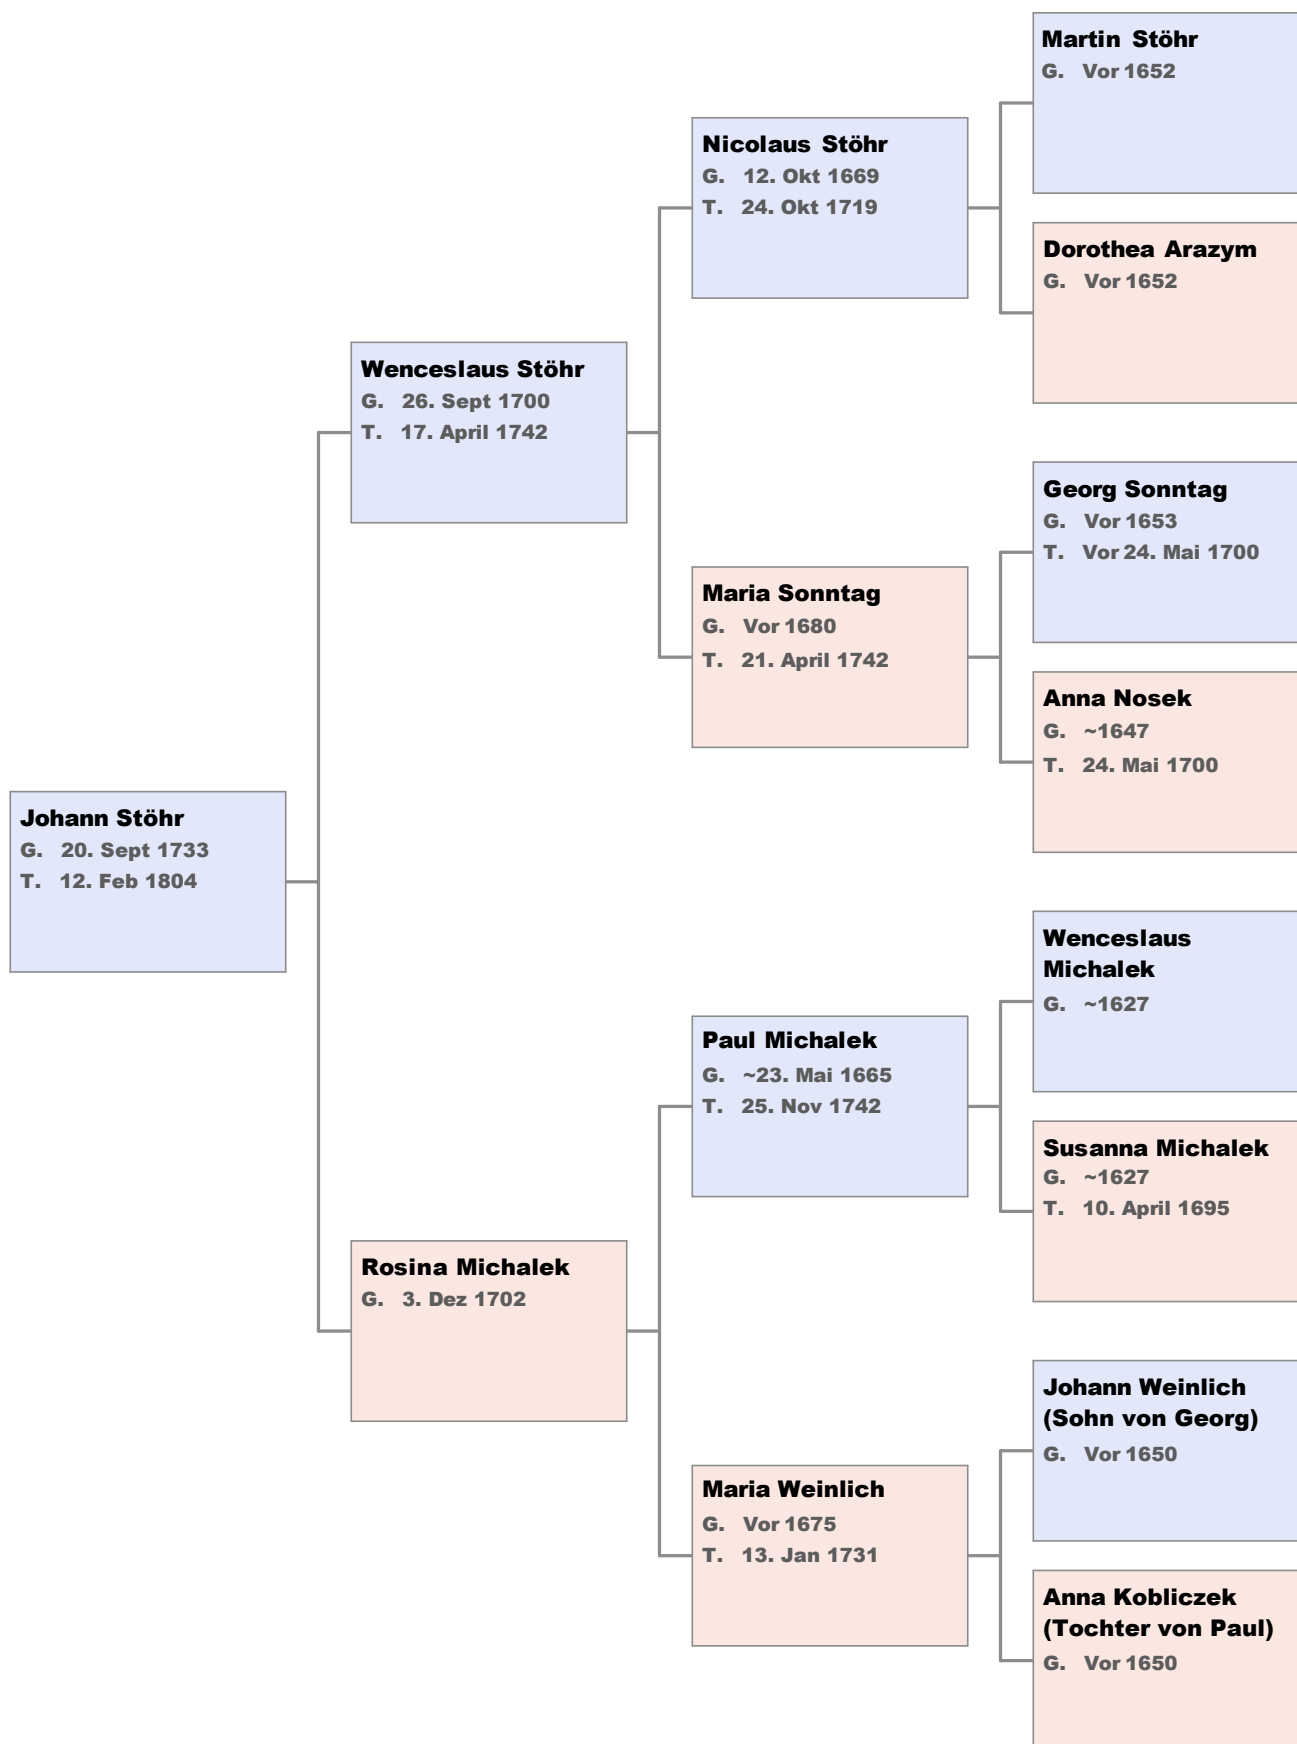 Martin Stöhr
G. Vor 1652
Nicolaus Stöhr
G. 12. Okt 1669
T. 24. Okt 1719
Dorothea Arazym
G. Vor 1652
Wenceslaus Stöhr
G. 26. Sept 1700
T. 17. April 1742
Georg Sonntag
G. Vor 1653
T. Vor 24. Mai 1700
Maria Sonntag
G. Vor 1680
T. 21. April 1742
Anna Nosek
G. ~1647
T. 24. Mai 1700
Johann Stöhr
G. 20. Sept 1733
T. 12. Feb 1804
Wenceslaus
Michalek
G. ~1627
Paul Michalek
G. ~23. Mai 1665
T. 25. Nov 1742
Susanna Michalek
G. ~1627
T. 10. April 1695
Rosina Michalek
G. 3. Dez 1702
Johann Weinlich
(Sohn von Georg)
G. Vor 1650
Maria Weinlich
G. Vor 1675
T. 13. Jan 1731
Anna Kobliczek
(Tochter von Paul)
G. Vor 1650